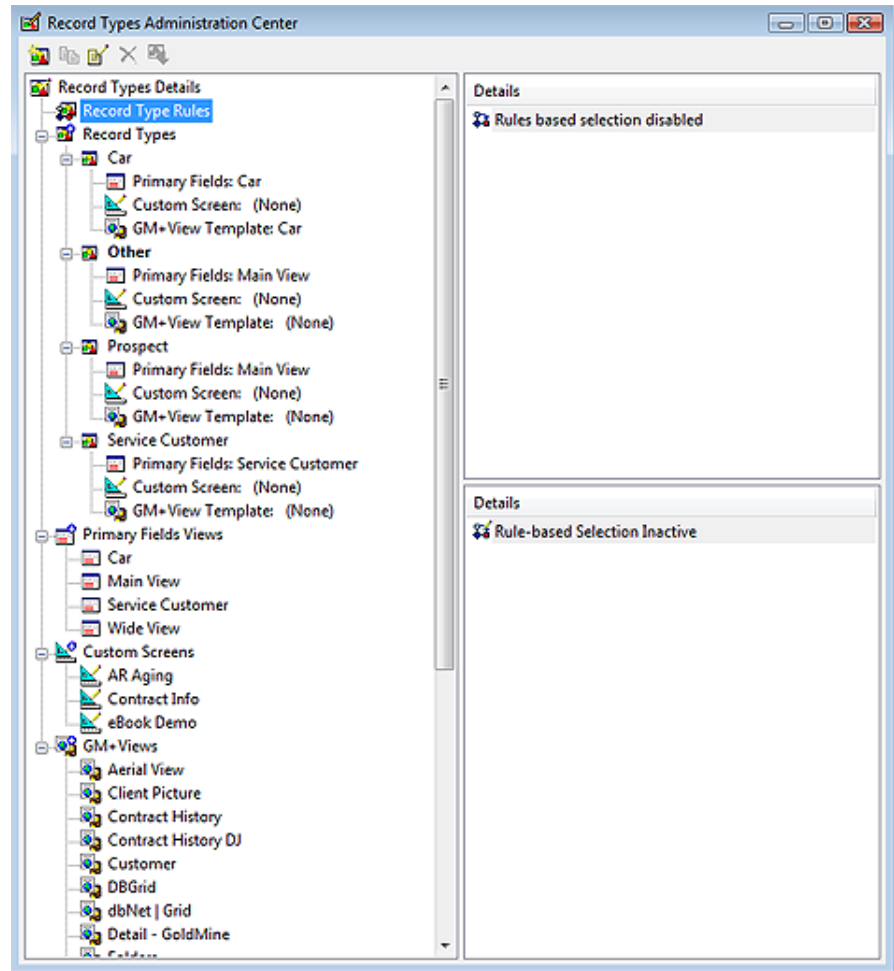 Record Types Administration Center
Record Types Details
Record Type Rules
Record Types
Car
Primary Fields: Car
Custom Screen: (None)
GM+View Template: Car
Other
Primary Fields: Main View
Custom Screen: (None)
GM+View Template: (None)
Prospect
Primary Fields: Main View
Custom Screen: (None)
GM+View Template: (None)
Service Customer
Primary Fields: Service Customer
Custom Screen: (None)
GM+View Template: (None)
Primary Fields Views
Car
Main View
Service Customer
Wide View
Custom Screens
AR Aging
Contract Info
eBook Demo
GM+Views
Aerial View
Client Picture
Contract History
Contract History DJ
Customer
DBGrid
dbNet | Grid
Detail - GoldMine
Details
Rules based selection disabled
Details
Rule-based Selection Inactive